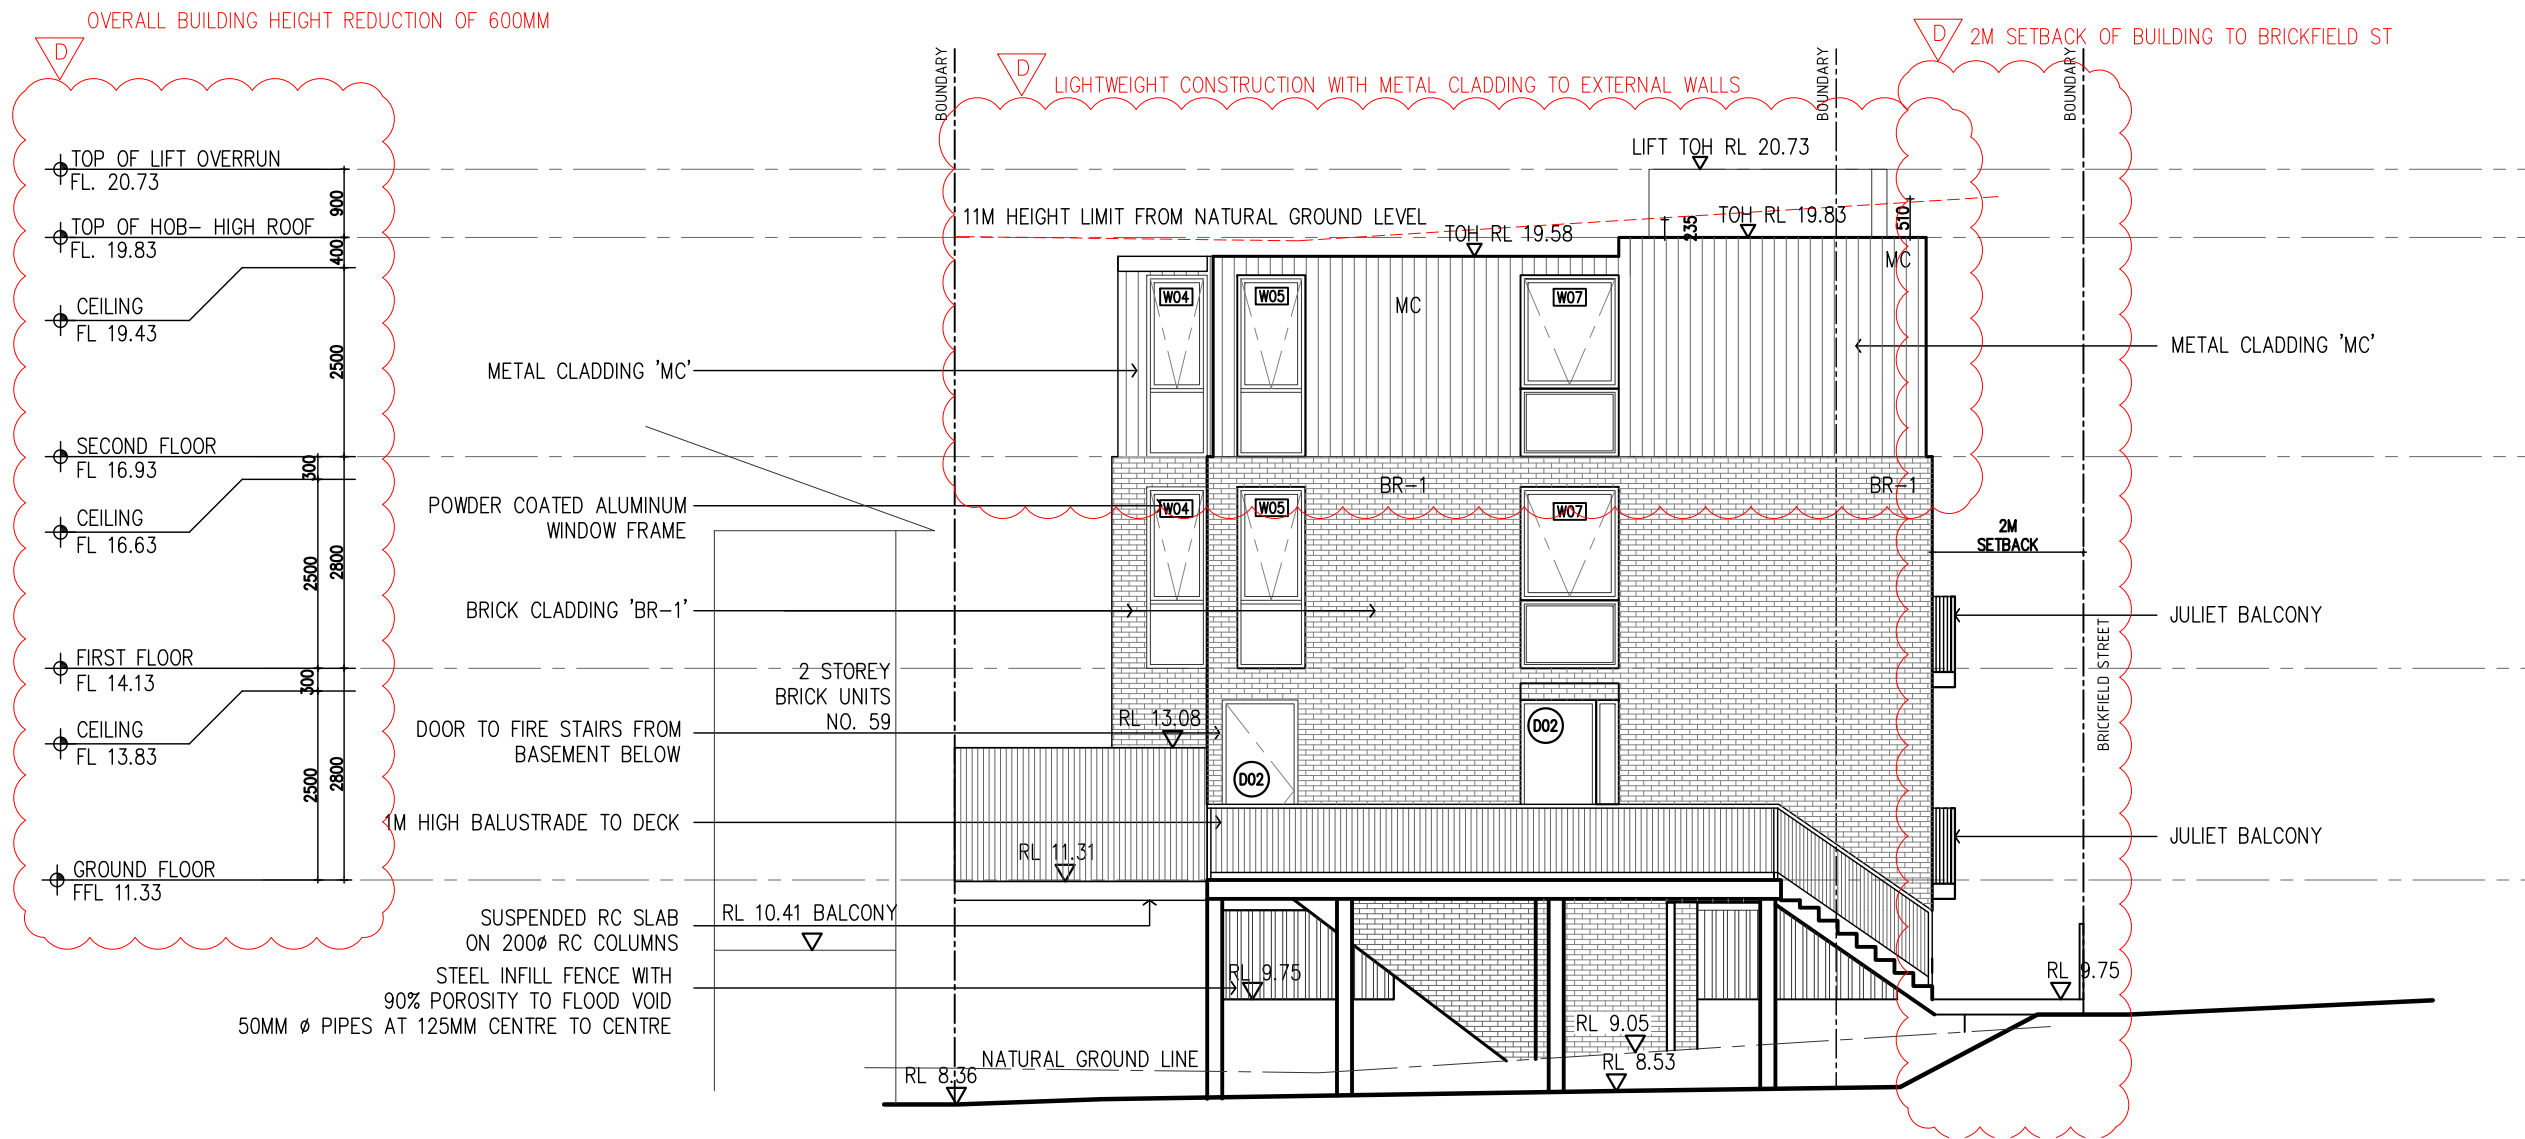 OVERALL BUILDING HEIGHT REDUCTION OF 600MM
D
D
2M SETBACK OF BUILDING TO BRICKFIELD ST
D
LIGHTWEIGHT CONSTRUCTION WITH METAL CLADDING TO EXTERNAL WALLS
BOUNDARY
BOUNDARY
BOUNDARY
TOP OF LIFT OVERRUN
FL. 20.73
900
TOP OF HOB- HIGH ROOF
FL. 19.83
400
CEILING
FL 19.43
2500
SECOND FLOOR
FL 16.93
300
CEILING
FL 16.63
2500
2800
FIRST FLOOR
FL 14.13
300
CEILING
FL 13.83
2500
2800
GROUND FLOOR
FFL 11.33
LIFT TOH RL 20.73
11M HEIGHT LIMIT FROM NATURAL GROUND LEVEL
TOH RL 19.58
235
TOH RL 19.83
510
MC
MC
W04
W05
W07
METAL CLADDING 'MC'
METAL CLADDING 'MC'
BR-1
BR-1
POWDER COATED ALUMINUM
WINDOW FRAME
W04
W05
W07
2M
SETBACK
BRICK CLADDING 'BR-1'
JULIET BALCONY
BRICKFIELD STREET
2 STOREY
BRICK UNITS
NO. 59
RL 13.08
DOOR TO FIRE STAIRS FROM
BASEMENT BELOW
D02
D02
1M HIGH BALUSTRADE TO DECK
JULIET BALCONY
RL 11.31
SUSPENDED RC SLAB
ON 200Ø RC COLUMNS
RL 10.41 BALCONY
STEEL INFILL FENCE WITH
90% POROSITY TO FLOOD VOID
50MM Ø PIPES AT 125MM CENTRE TO CENTRE
RL 9.75
RL 9.75
RL 9.05
RL 8.53
NATURAL GROUND LINE
RL 8.36